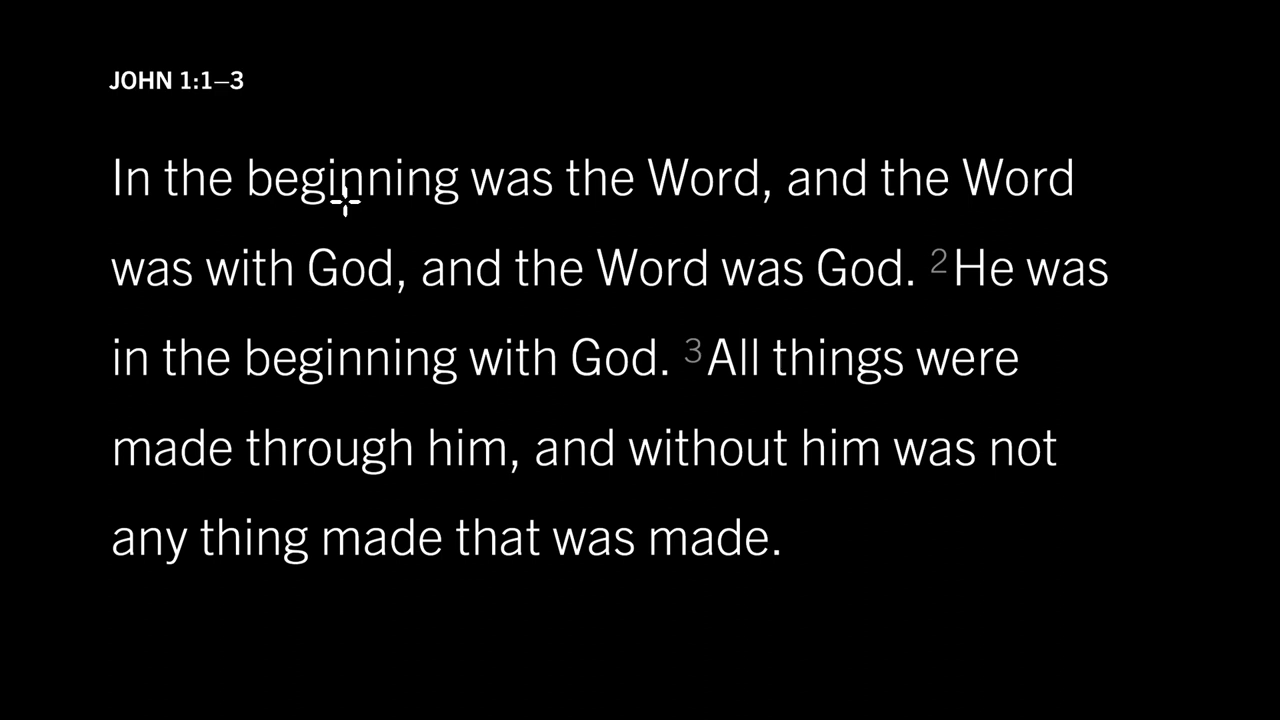 JOHN 1:1–3
In the beginning was the Word, and the Word
was with God, and the Word was God. 2 He was
in the beginning with God. 3 All things were
made through him, and without him was not
any thing made that was made.